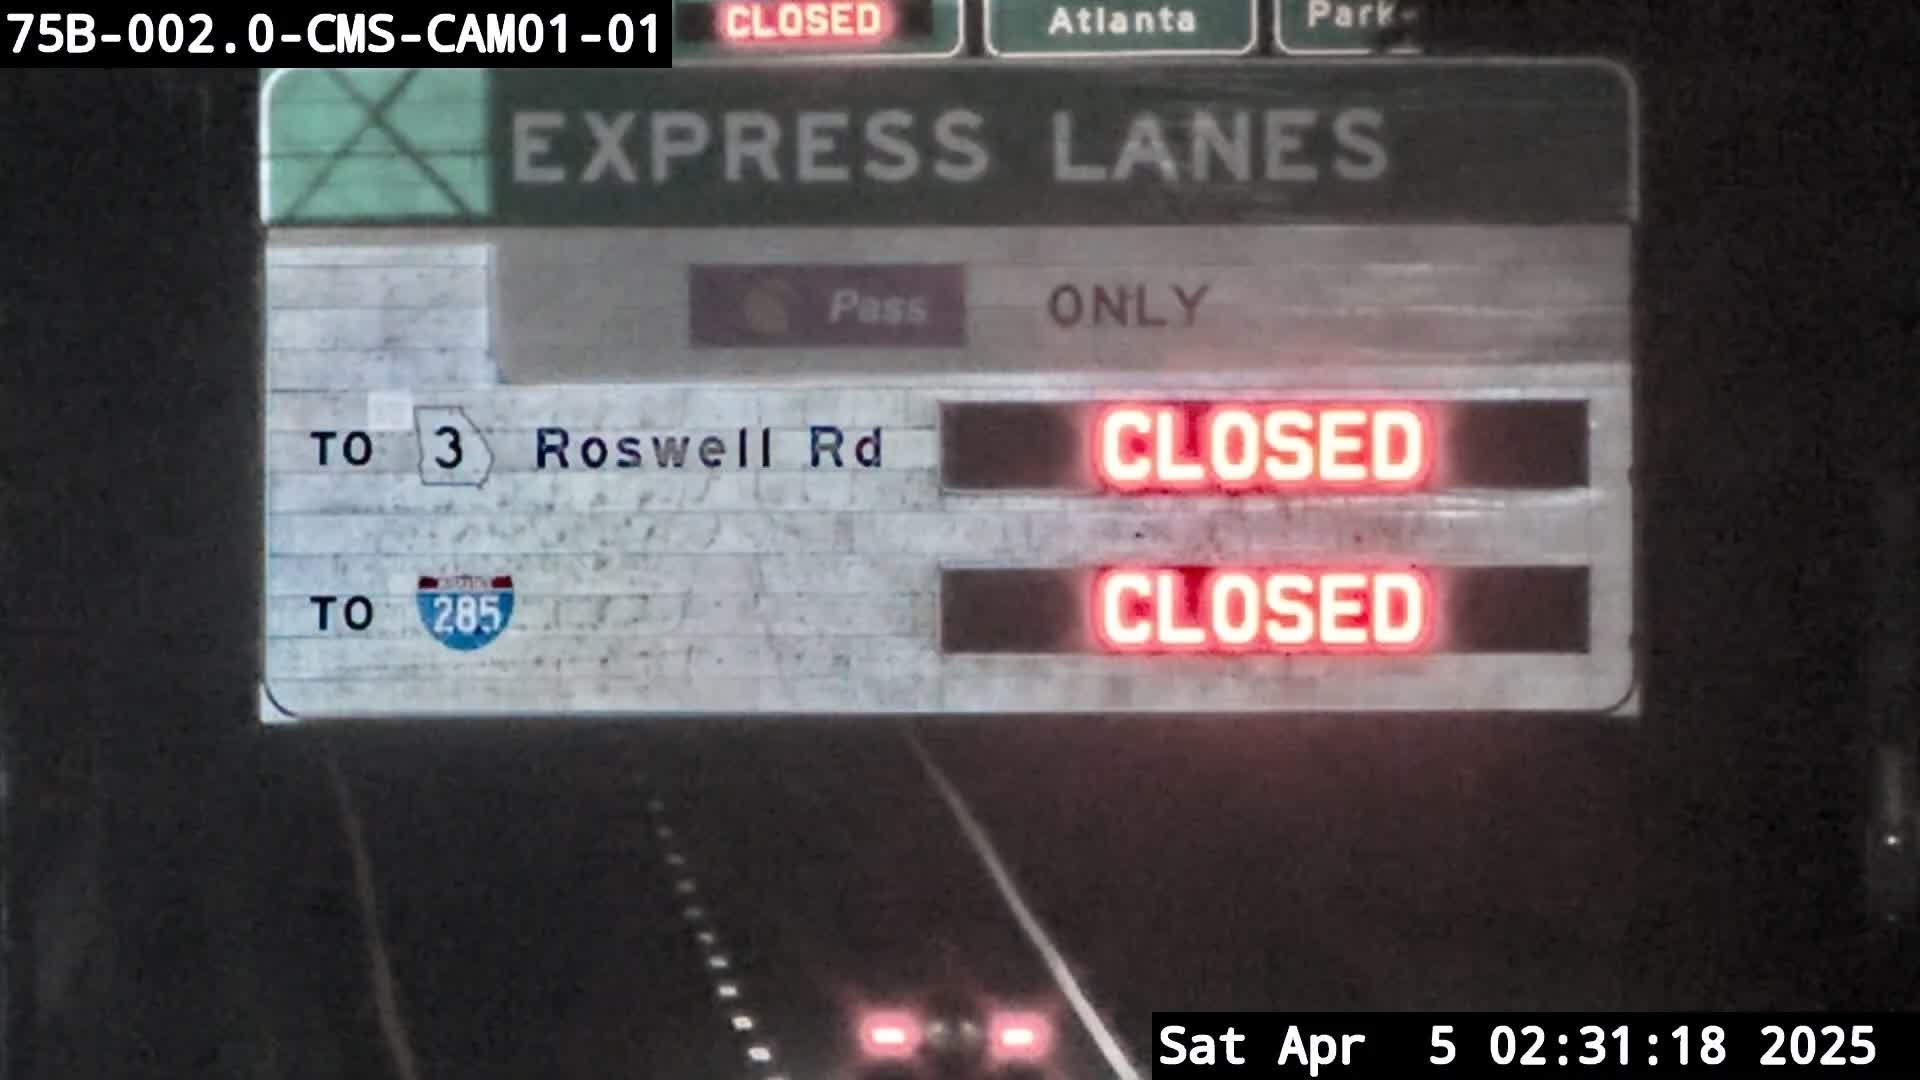 75B-002.0-CMS-CAM01-01
CLOSED
Atlanta
Park-
EXPRESS LANES
Pass ONLY
TO 3 Roswell Rd CLOSED
TO 285 CLOSED
Sat Apr 5 02:31:18 2025